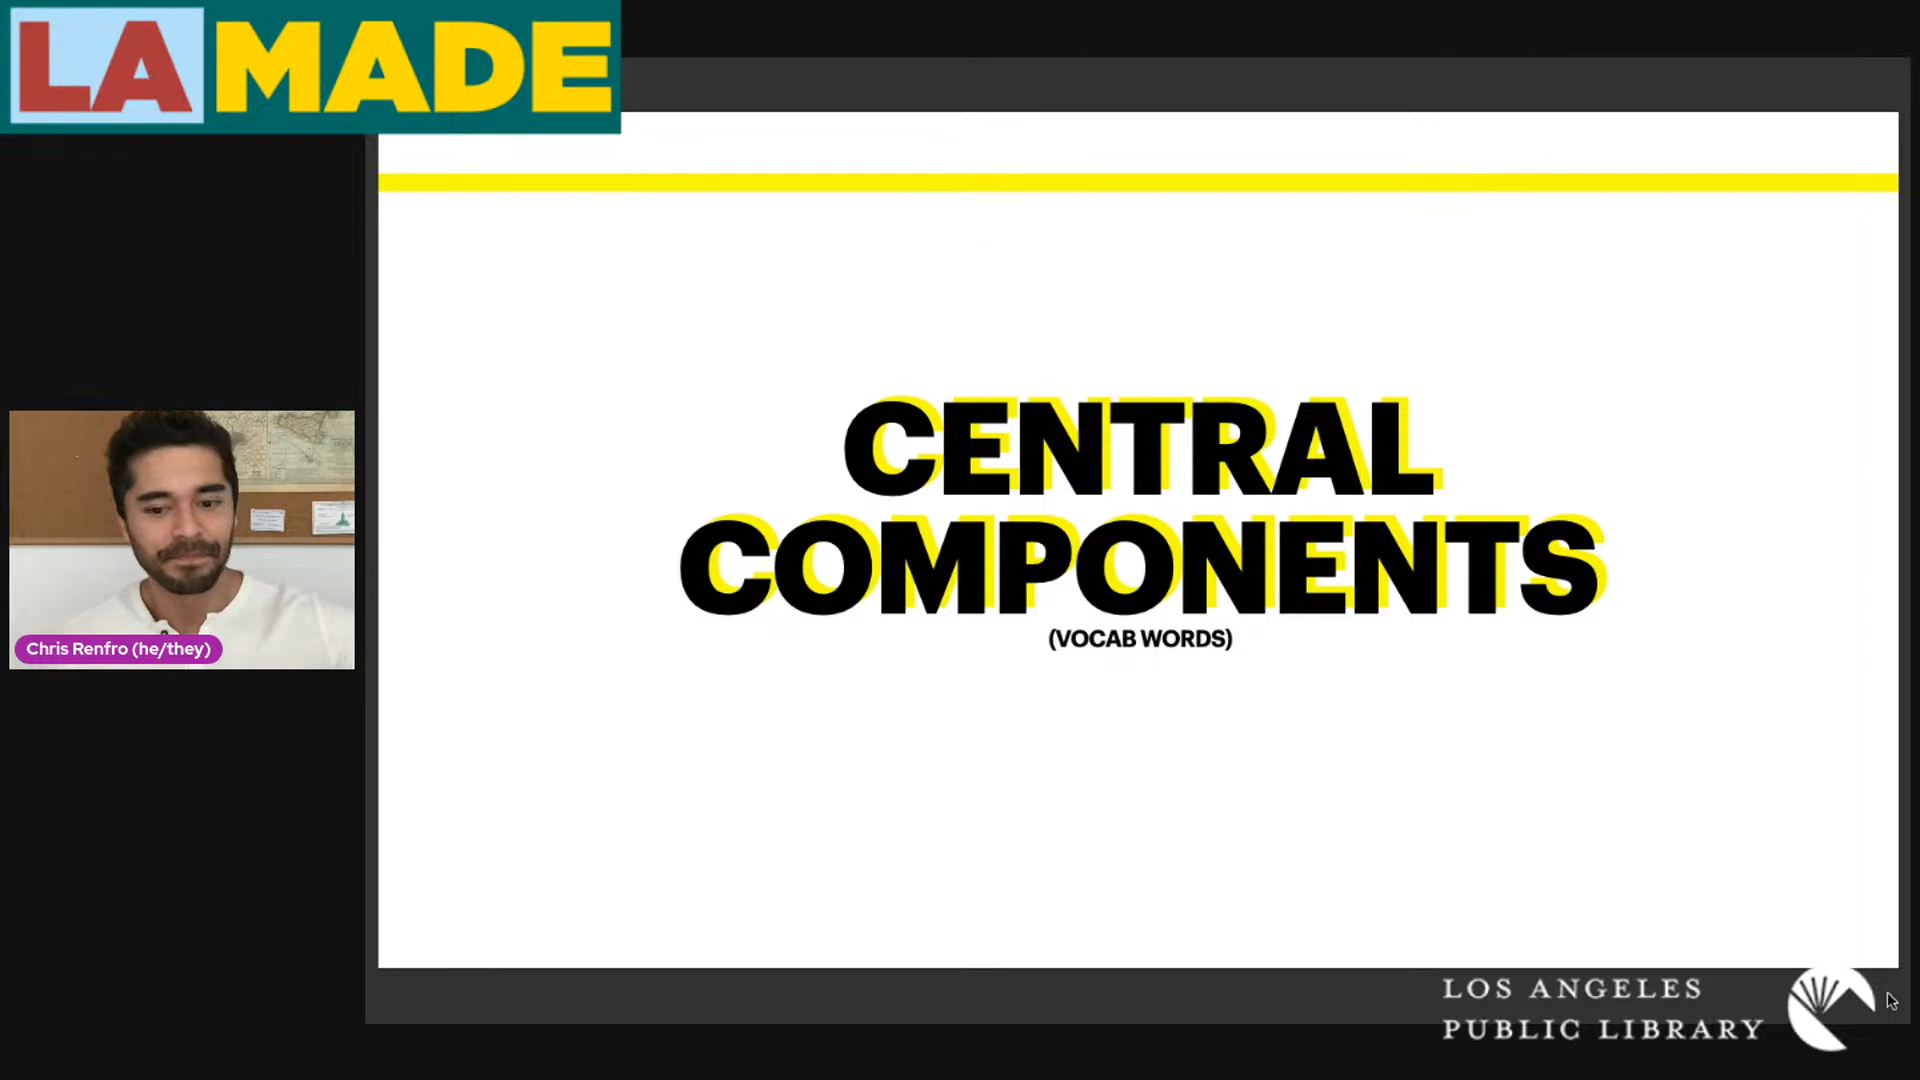 LA MADE
CENTRAL
COMPONENTS
(VOCAB WORDS)
Chris Renfro (he/they)
LOS ANGELES
PUBLIC LIBRARY